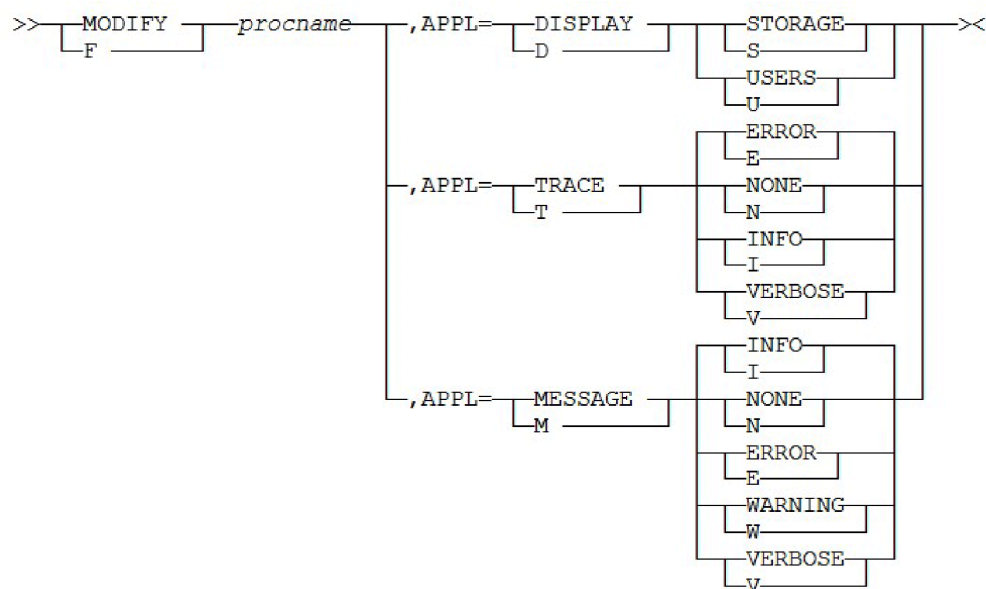 >> MODIFY procname ,APPL= DISPLAY STORAGE ><
F D S
USERS
U
ERROR
E
,APPL= TRACE NONE
T N
INFO
I
VERBOSE
V
INFO
I
,APPL= MESSAGE NONE
M N
ERROR
E
WARNING
W
VERBOSE
V